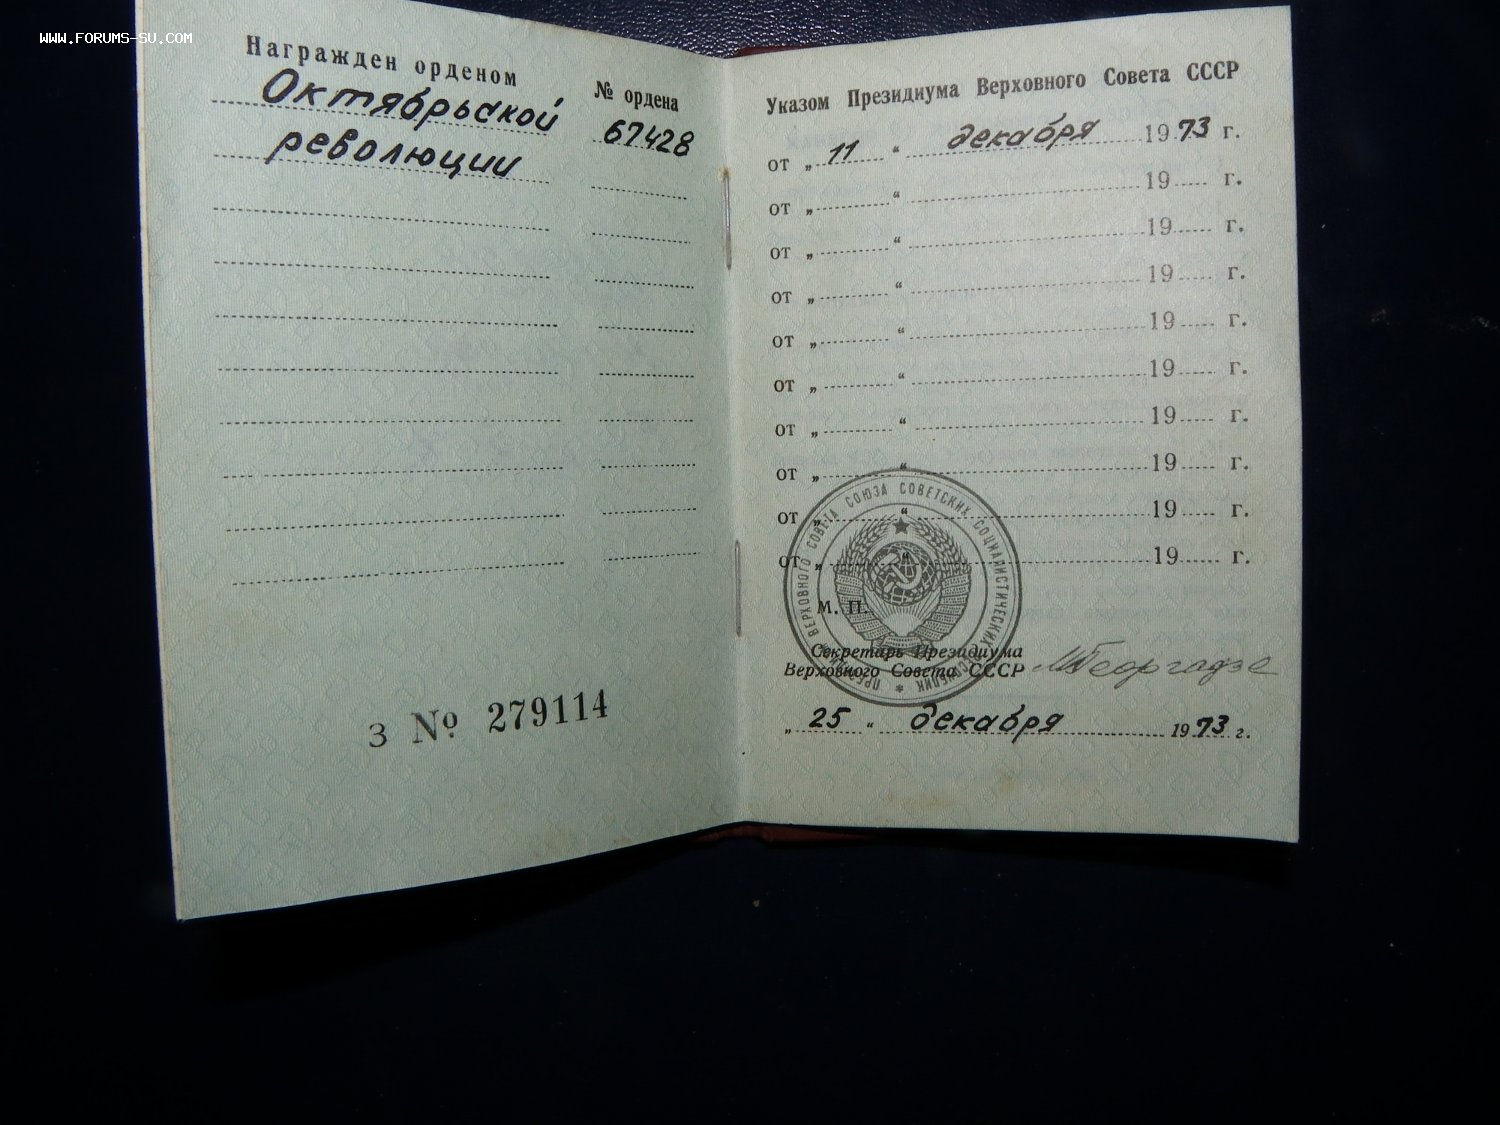 WWW.FORUMS-SU.COM
Награжден орденом
№ ордена
Октябрьской
67428
революции
Указом Президиума Верховного Совета СССР
от „ 11 “ декабря 1973 г.
от „ “ 19 г.
от „ “ 19 г.
от „ “ 19 г.
от „ “ 19 г.
от „ “ 19 г.
от „ “ 19 г.
от „ “ 19 г.
от „ “ 19 г.
от „ “ 19 г.
М. П.
ПРЕЗИДИУМ ВЕРХОВНОГО СОВЕТА СОЮЗА СОВЕТСКИХ СОЦИАЛИСТИЧЕСКИХ РЕСПУБЛИК
Секретарь Президиума
Верховного Совета СССР
МГеоргадзе
„ 25 “ декабря 1973 г.
З № 279114